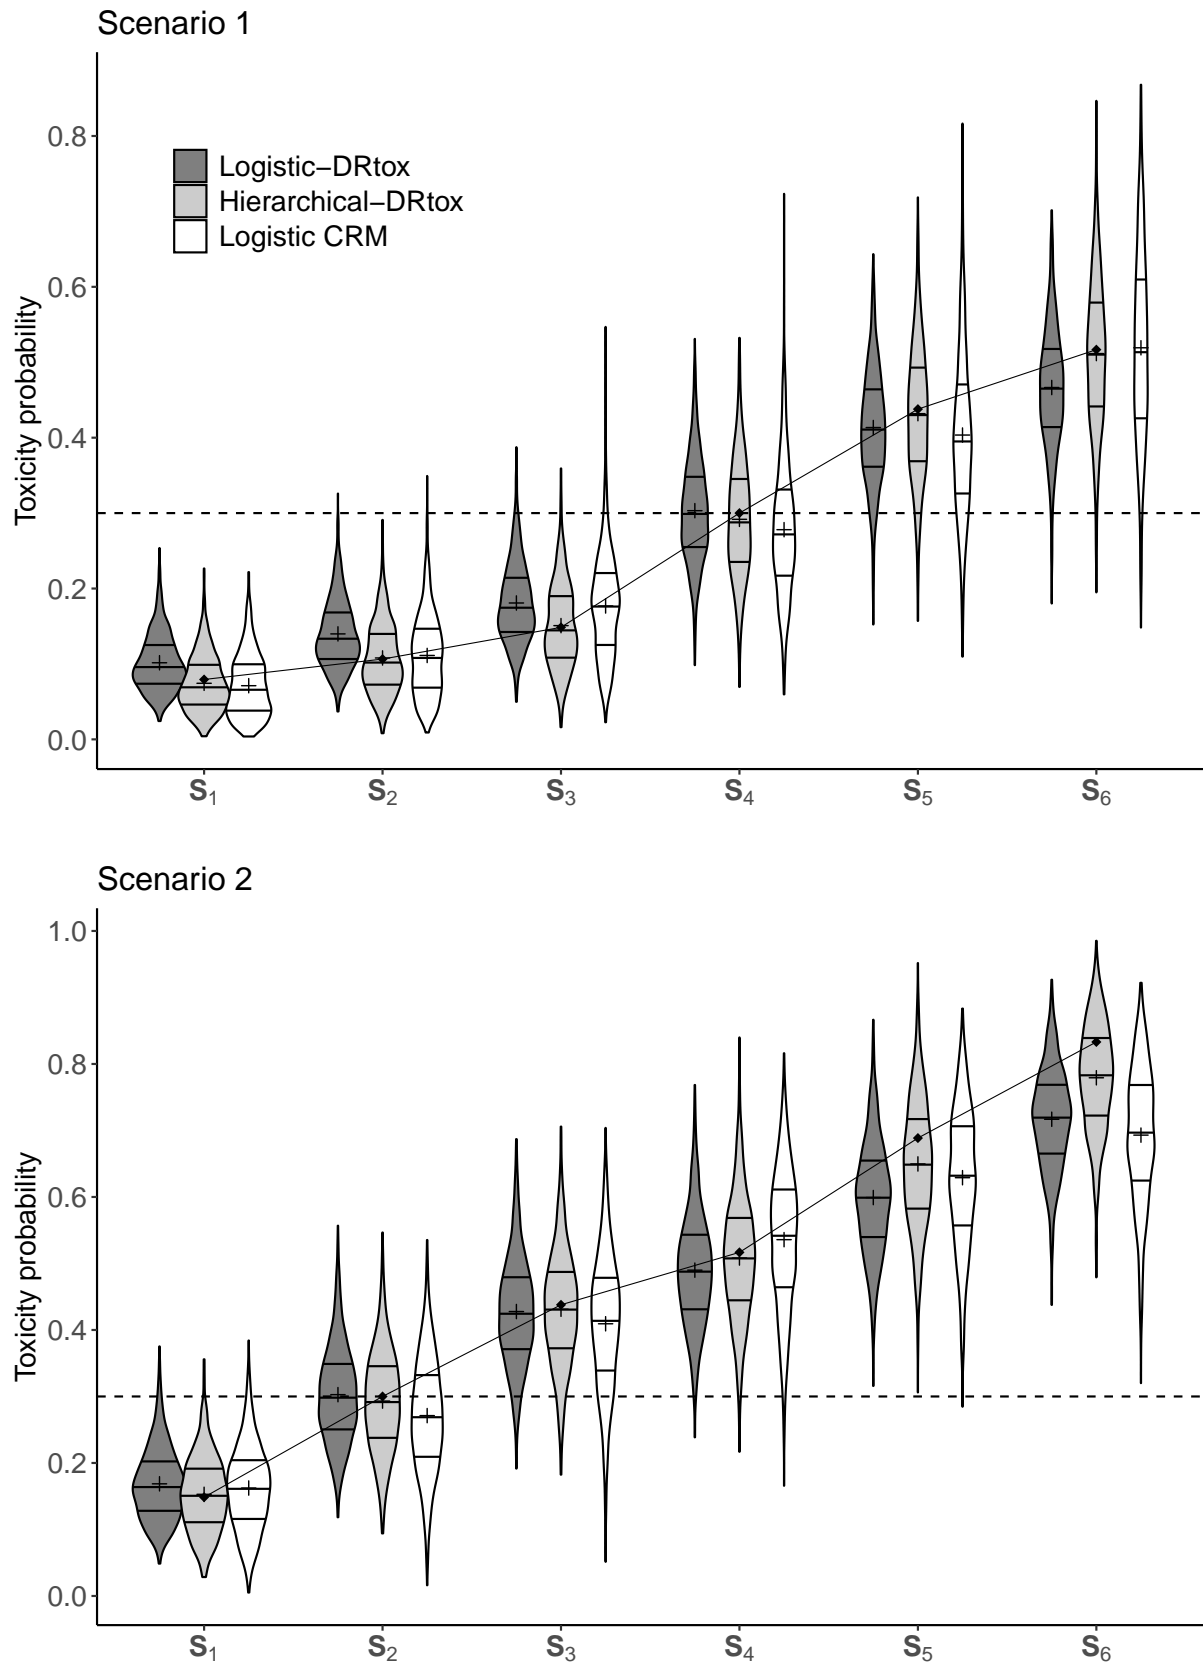 Scenario 1
Toxicity probability
0.8
0.6
0.4
0.2
0.0
Logistic−DRtox
Hierarchical−DRtox
Logistic CRM
S₁ S₂ S₃ S₄ S₅ S₆
Scenario 2
Toxicity probability
1.0
0.8
0.6
0.4
0.2
0.0
S₁ S₂ S₃ S₄ S₅ S₆